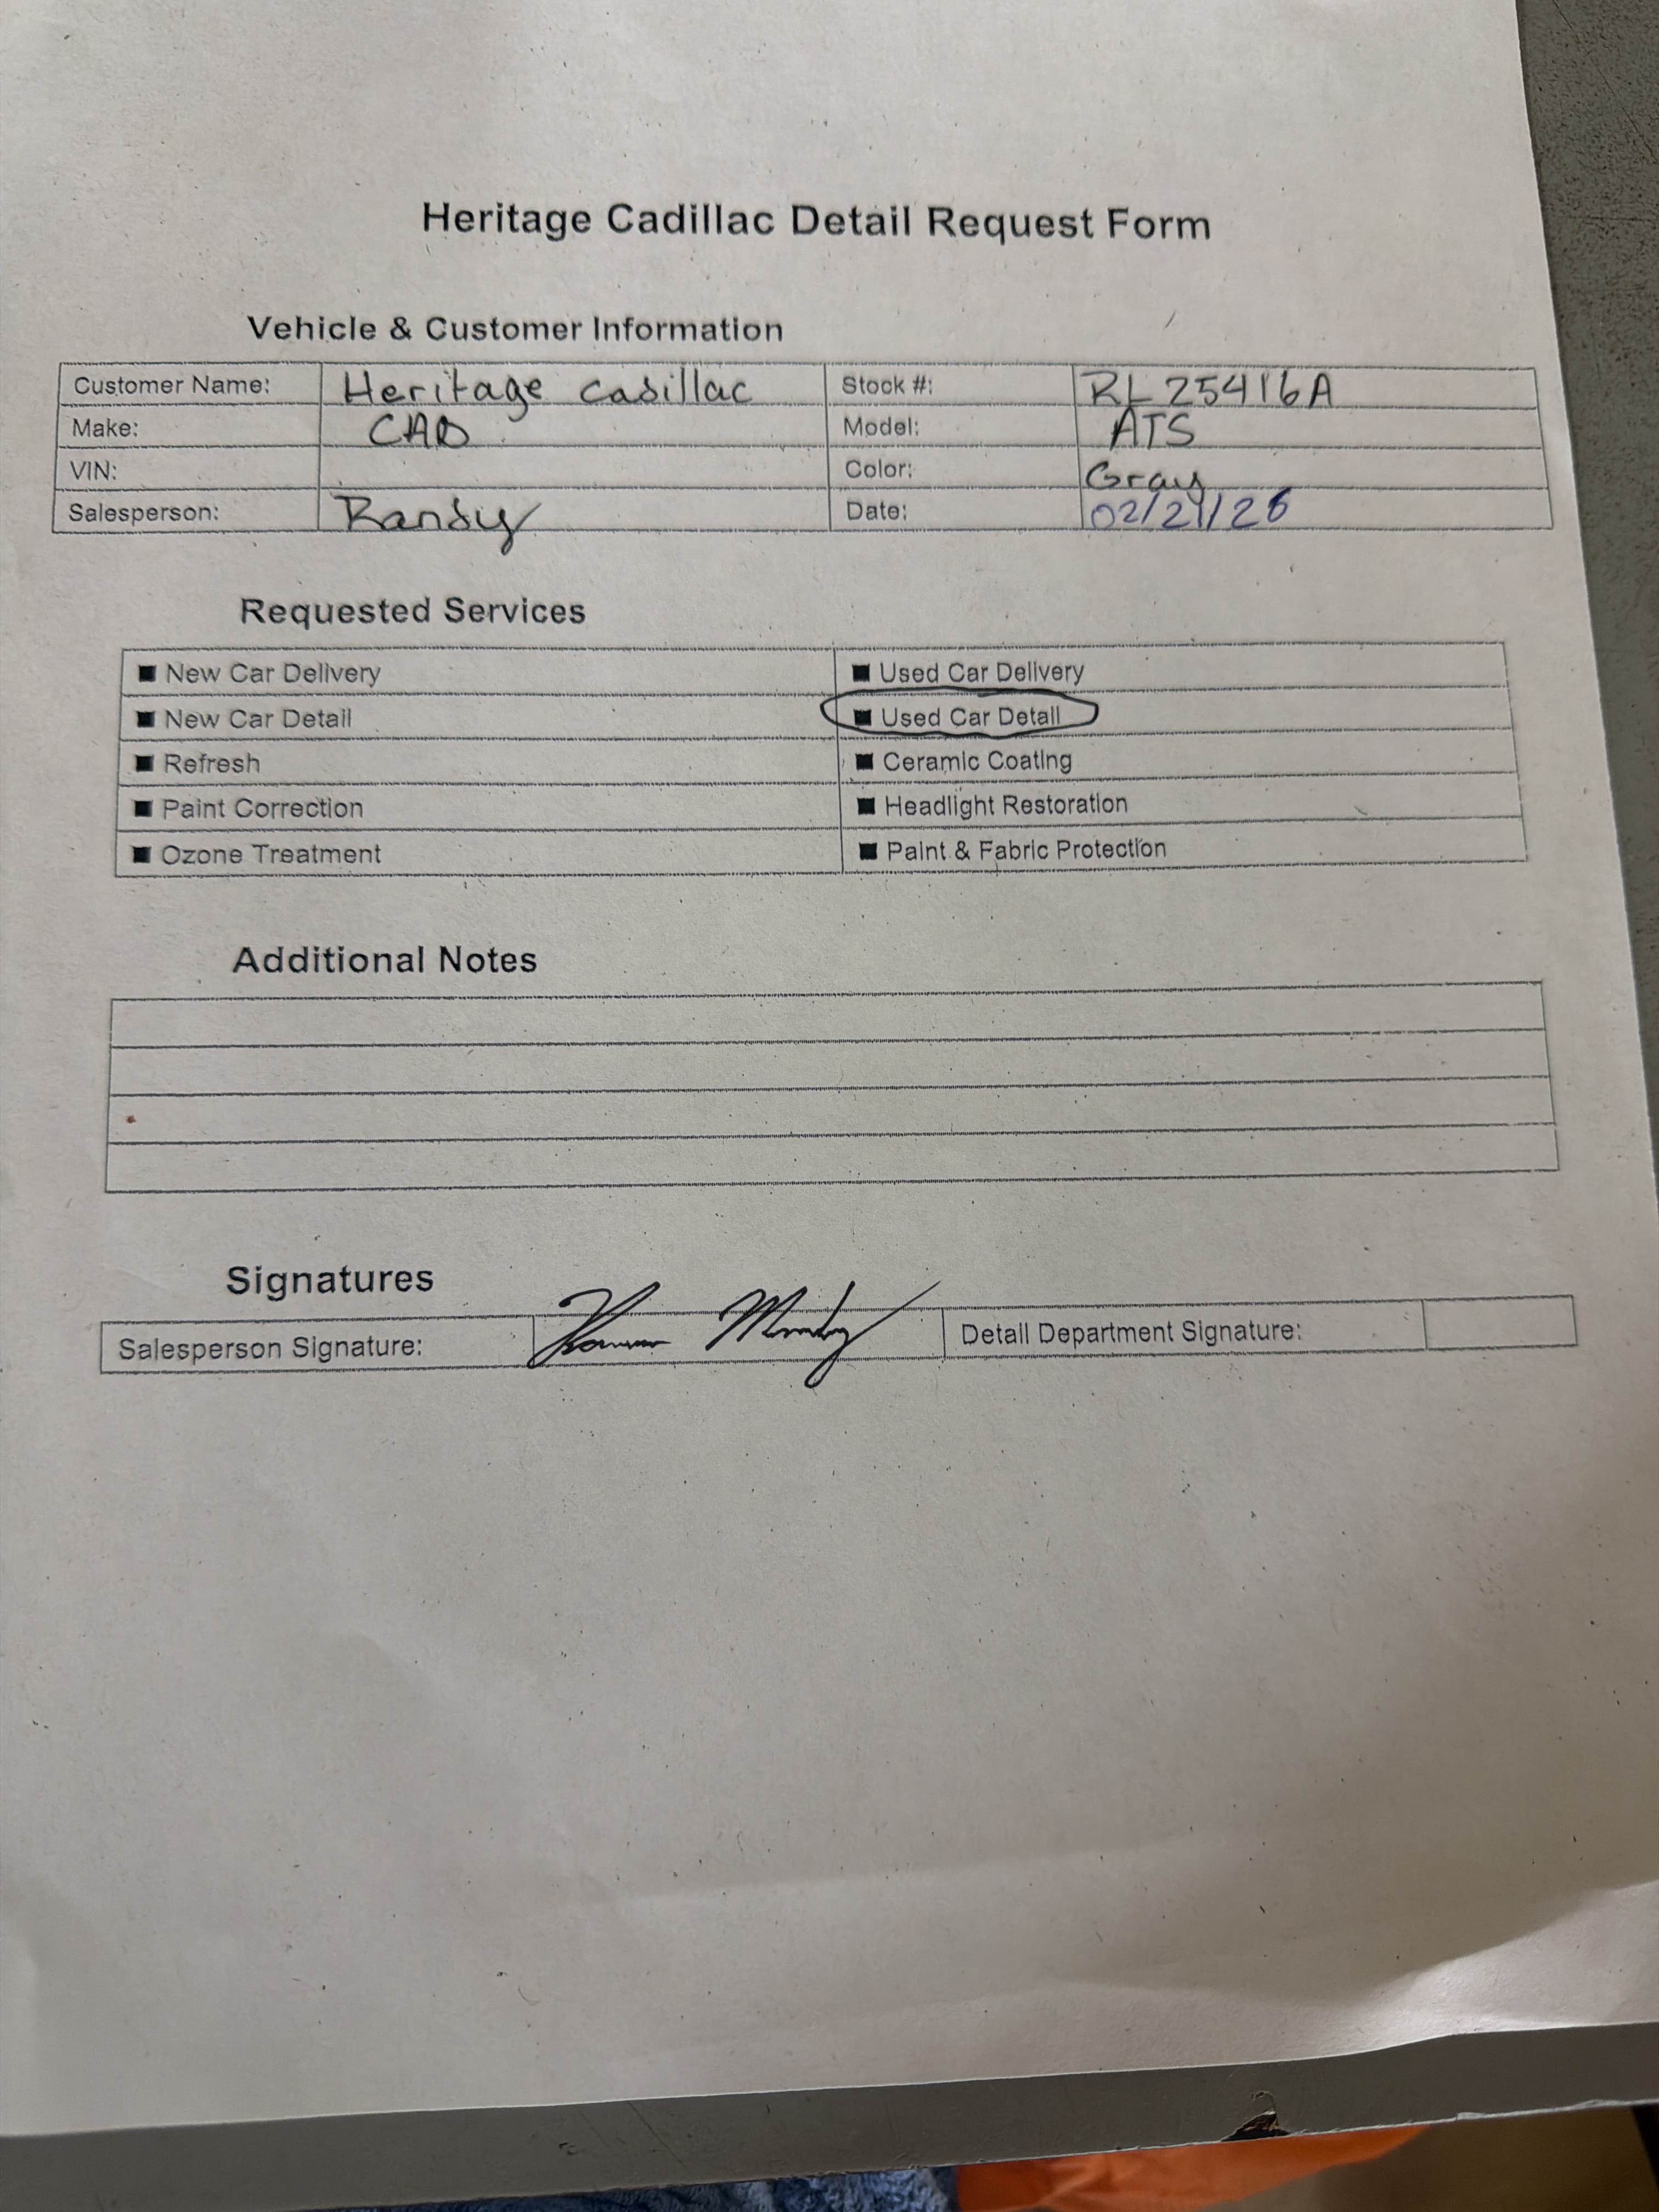 Heritage Cadillac Detail Request Form
Vehicle & Customer Information
Customer Name: Heritage Cadillac Stock #: RL25416A
Make: CAD Model: ATS
VIN: Color: Gray
Salesperson: Randy Date: 02/21/26
Requested Services
■ New Car Delivery ■ Used Car Delivery
■ New Car Detail ■ Used Car Detail
■ Refresh ■ Ceramic Coating
■ Paint Correction ■ Headlight Restoration
■ Ozone Treatment ■ Paint & Fabric Protection
Additional Notes
Signatures
Salesperson Signature: Detail Department Signature: